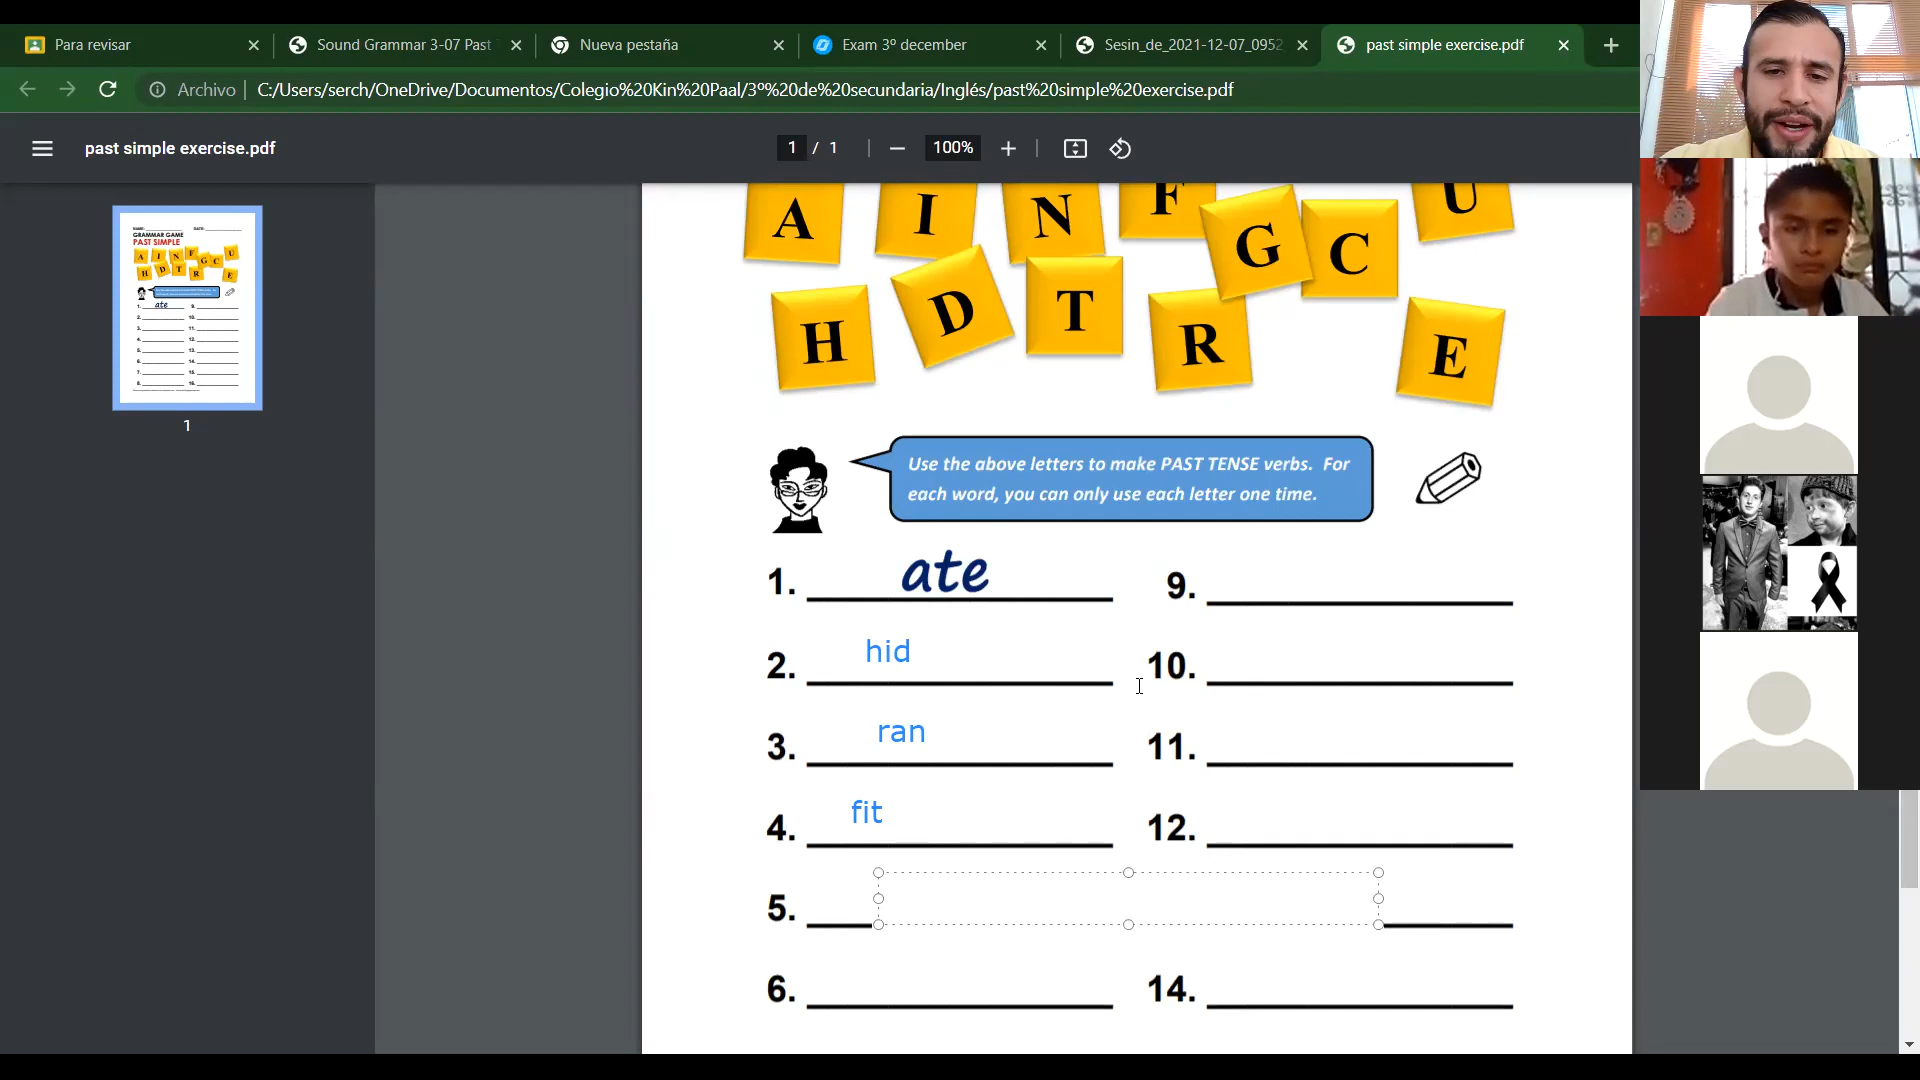 Para revisar
Sound Grammar 3-07 Past
Nueva pestaña
Exam 3º december
Sesin_de_2021-12-07_0952
past simple exercise.pdf
Archivo
C:/Users/serch/OneDrive/Documentos/Colegio%20Kin%20Paal/3º%20de%20secundaria/Inglés/past%20simple%20exercise.pdf
past simple exercise.pdf
1 / 1
100%
GRAMMAR GAME
PAST SIMPLE
1
A I N F G C U
H D T R E
Use the above letters to make PAST TENSE verbs. For
each word, you can only use each letter one time.
1. ate
2. hid
3. ran
4. fit
5.
6.
9.
10.
11.
12.
14.